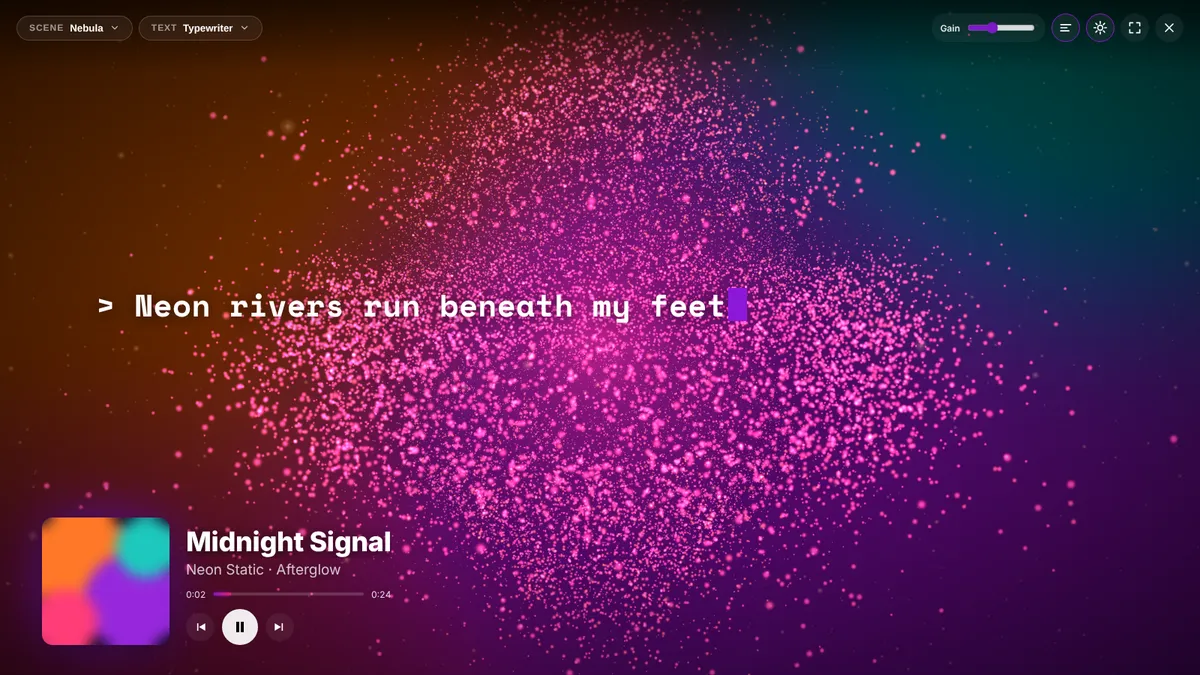 SCENE Nebula
TEXT Typewriter
Gain
> Neon rivers run beneath my feet
Midnight Signal
Neon Static · Afterglow
0:02
0:24